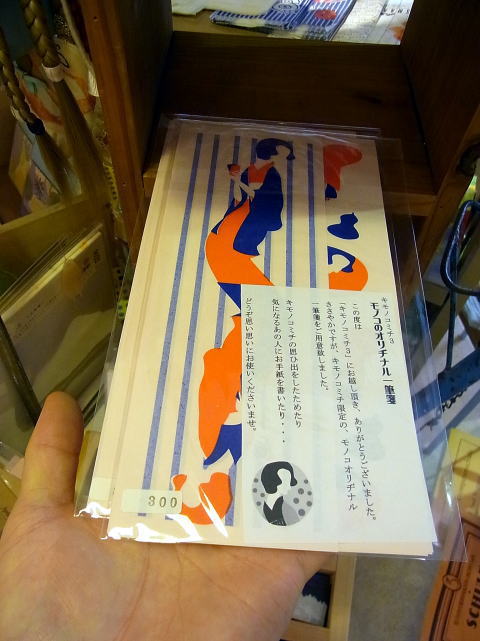 キモノコミチ3
モノコのオリヂナル一筆箋
この度は
「キモノコミチ3」にお越し頂き、ありがとうございました。
ささやかですが、キモノコミチ限定の、モノコオリヂナル
一筆箋をご用意致しました。
キモノコミチの思ひ出をしたためたり
気になるあの人にお手紙を書いたり・・・
どうぞ思い思いにお使いくださいませ。
300